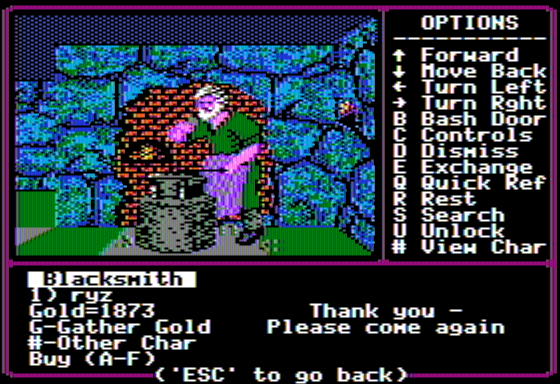 OPTIONS
------------
↑ Forward
↓ Move Back
← Turn Left
→ Turn Rght
B Bash Door
C Controls
D Dismiss
E Exchange
Q Quick Ref
R Rest
S Search
U Unlock
# View Char
Blacksmith
1) ryz
Gold=1873
Thank you -
G-Gather Gold
Please come again
#-Other Char
Buy (A-F)
('ESC' to go back)